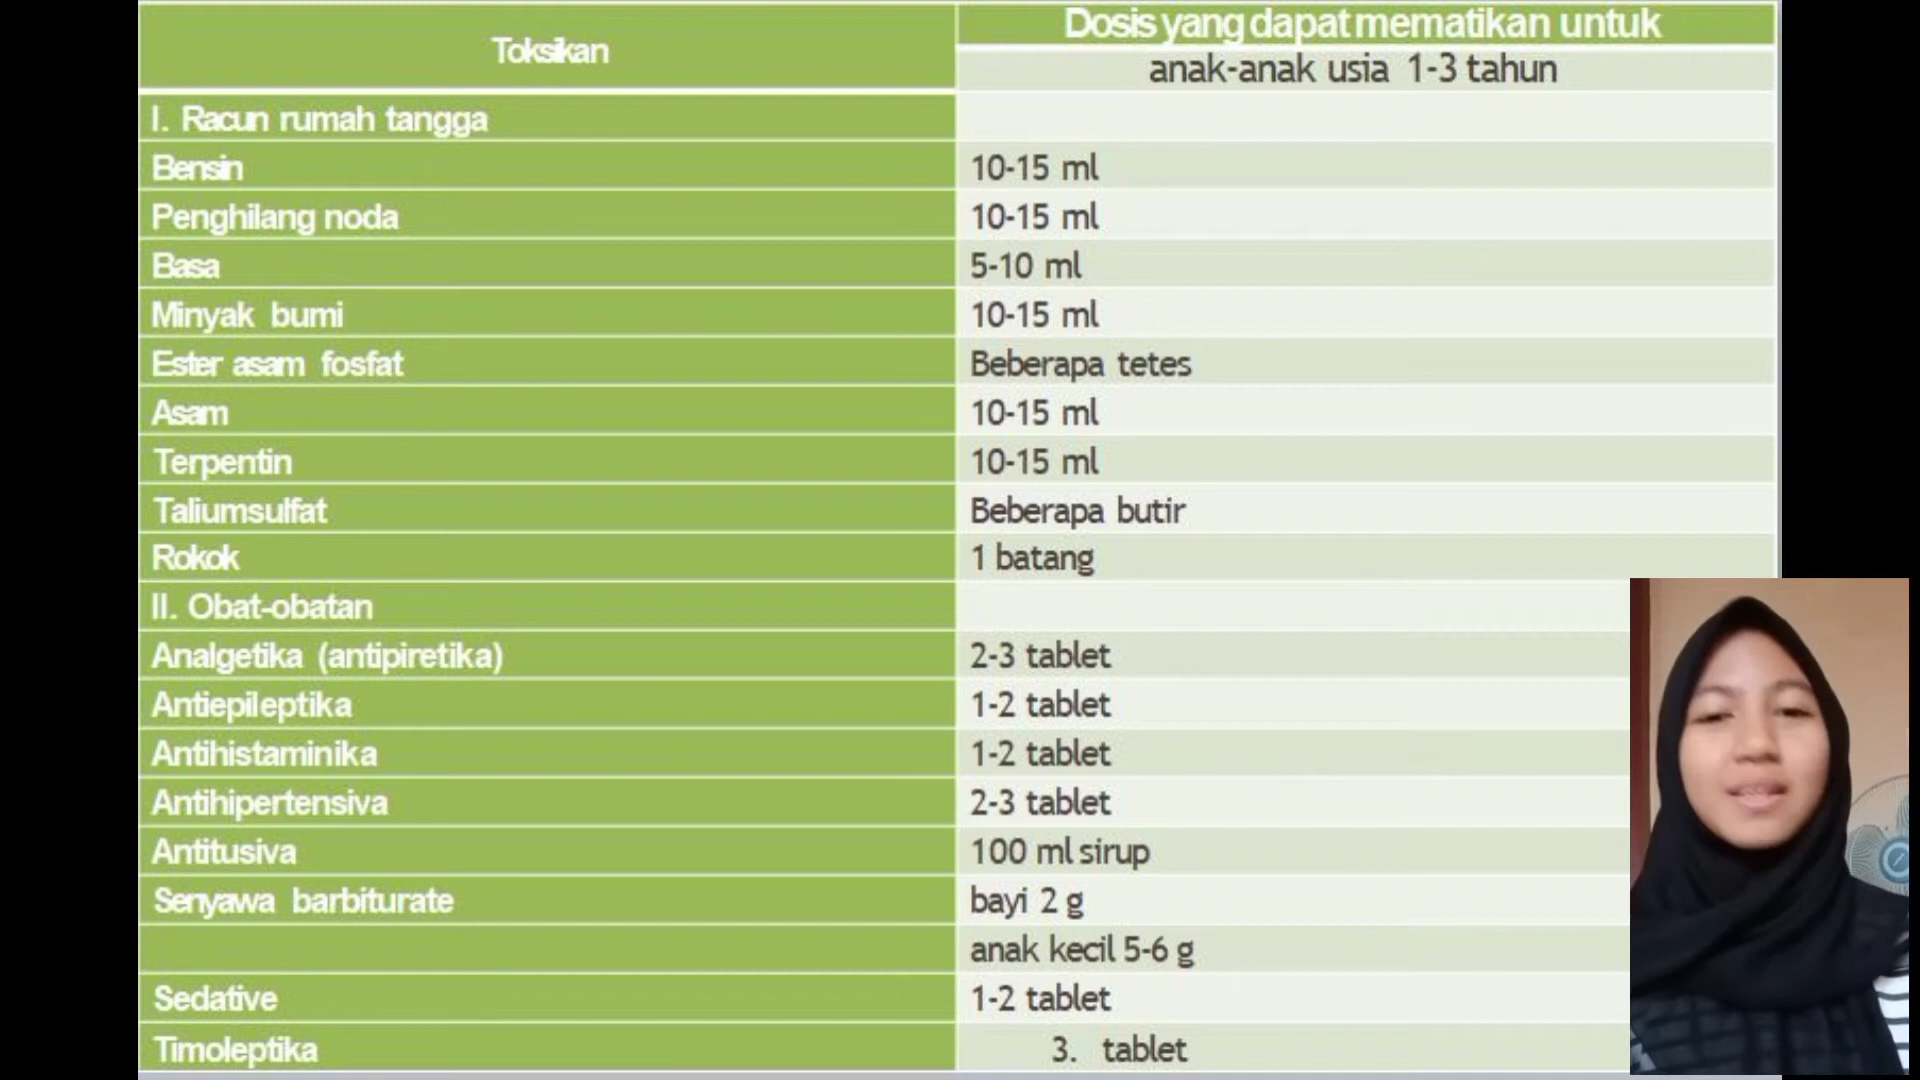 Toksikan
Dosis yang dapat mematikan untuk
anak-anak usia 1-3 tahun
I. Racun rumah tangga
Bensin 10-15 ml
Penghilang noda 10-15 ml
Basa 5-10 ml
Minyak bumi 10-15 ml
Ester asam fosfat Beberapa tetes
Asam 10-15 ml
Terpentin 10-15 ml
Taliumsulfat Beberapa butir
Rokok 1 batang
II. Obat-obatan
Analgetika (antipiretika) 2-3 tablet
Antiepileptika 1-2 tablet
Antihistaminika 1-2 tablet
Antihipertensiva 2-3 tablet
Antitusiva 100 ml sirup
Senyawa barbiturate bayi 2 g
anak kecil 5-6 g
Sedative 1-2 tablet
Timoleptika 3. tablet